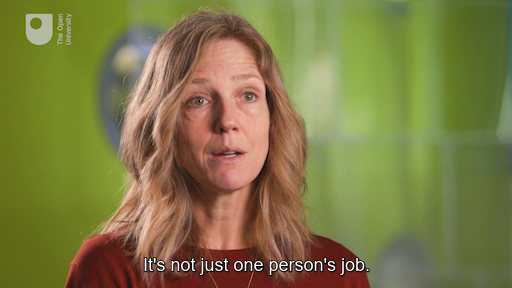 The Open
University
It's not just one person's job.